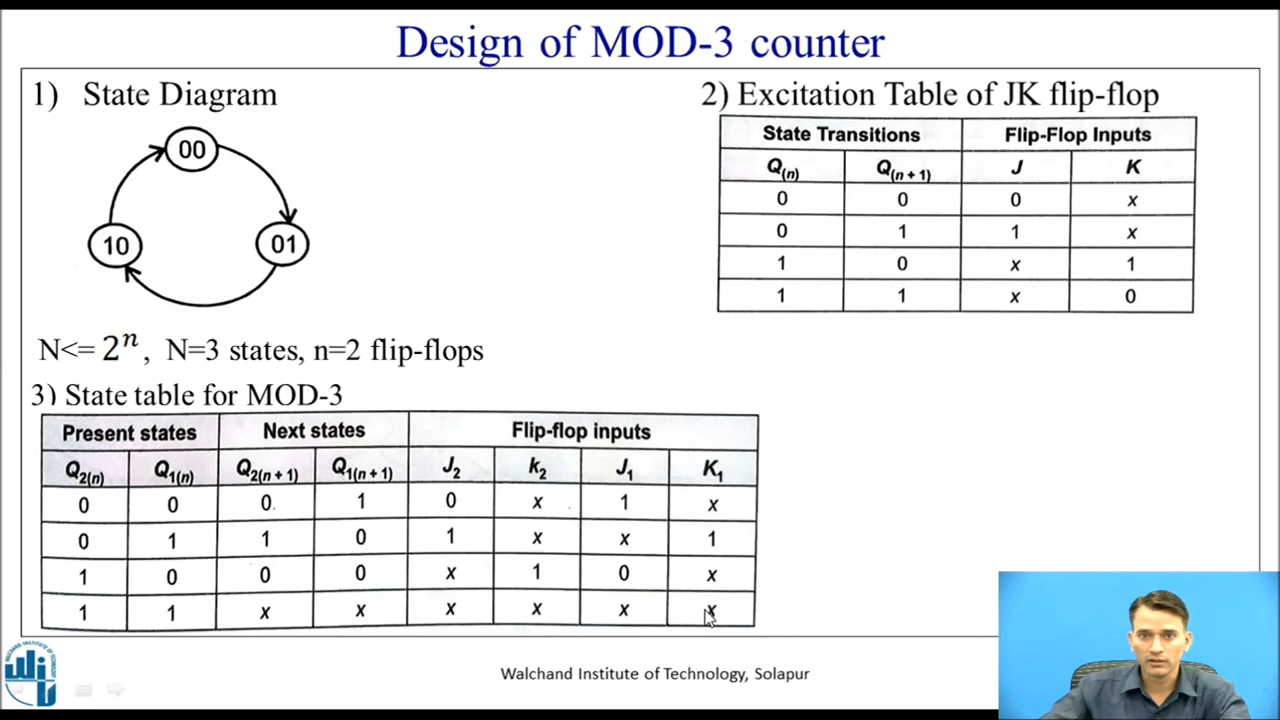 Design of MOD-3 counter
1) State Diagram
00
10
01
N<= 2ⁿ, N=3 states, n=2 flip-flops
2) Excitation Table of JK flip-flop
State Transitions Flip-Flop Inputs
Q(n) Q(n + 1) J K
0 0 0 x
0 1 1 x
1 0 x 1
1 1 x 0
3) State table for MOD-3
Present states Next states Flip-flop inputs
Q2(n) Q1(n) Q2(n + 1) Q1(n + 1) J2 k2 J1 K1
0 0 0 1 0 x 1 x
0 1 1 0 1 x x 1
1 0 0 0 x 1 0 x
1 1 x x x x x x
Walchand Institute of Technology, Solapur